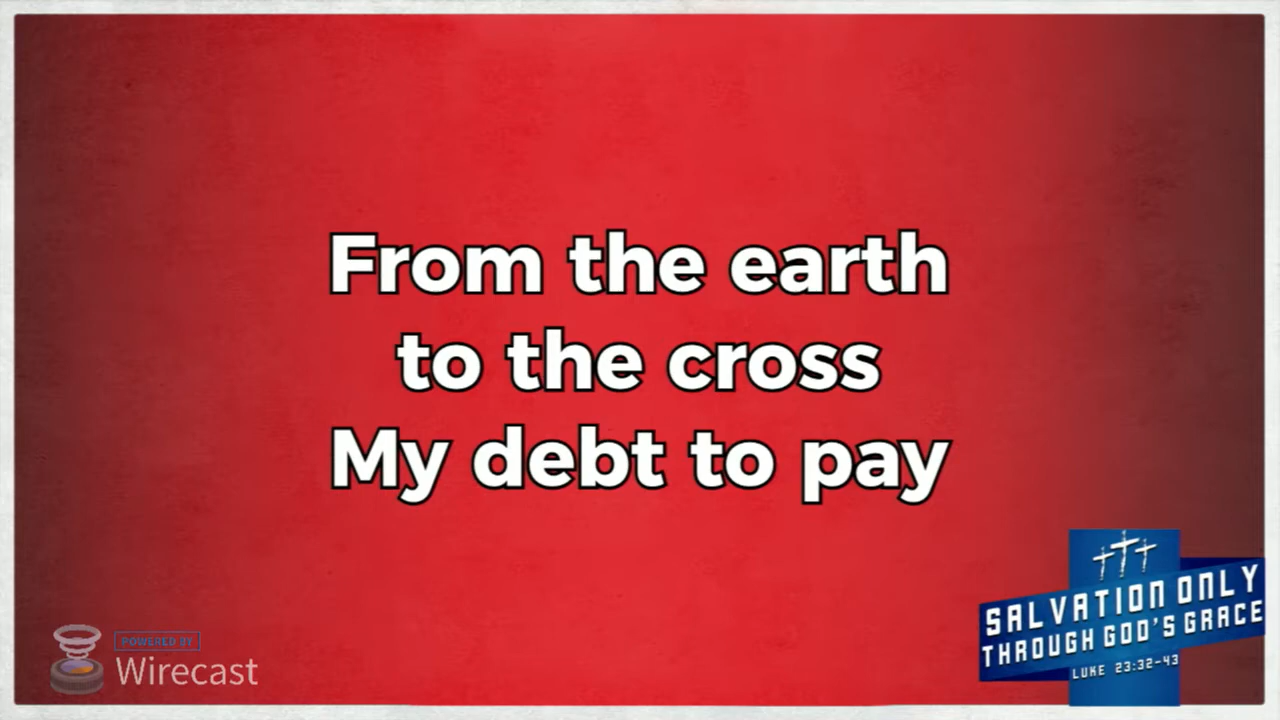 From the earth
to the cross
My debt to pay
POWERED BY
Wirecast
SALVATION ONLY
THROUGH GOD'S GRACE
LUKE 23:32-43